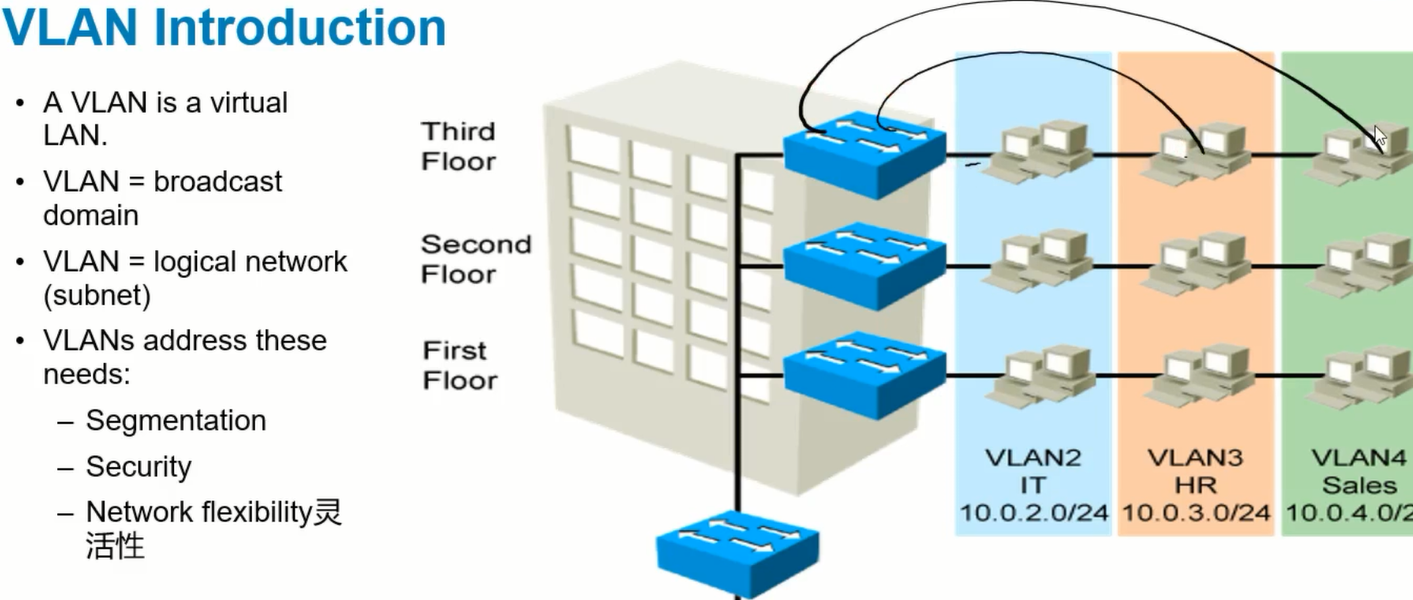 VLAN Introduction
• A VLAN is a virtual
LAN.
• VLAN = broadcast
domain
• VLAN = logical network
(subnet)
• VLANs address these
needs:
– Segmentation
– Security
– Network flexibility灵
活性
Third
Floor
Second
Floor
First
Floor
VLAN2
IT
10.0.2.0/24
VLAN3
HR
10.0.3.0/24
VLAN4
Sales
10.0.4.0/2